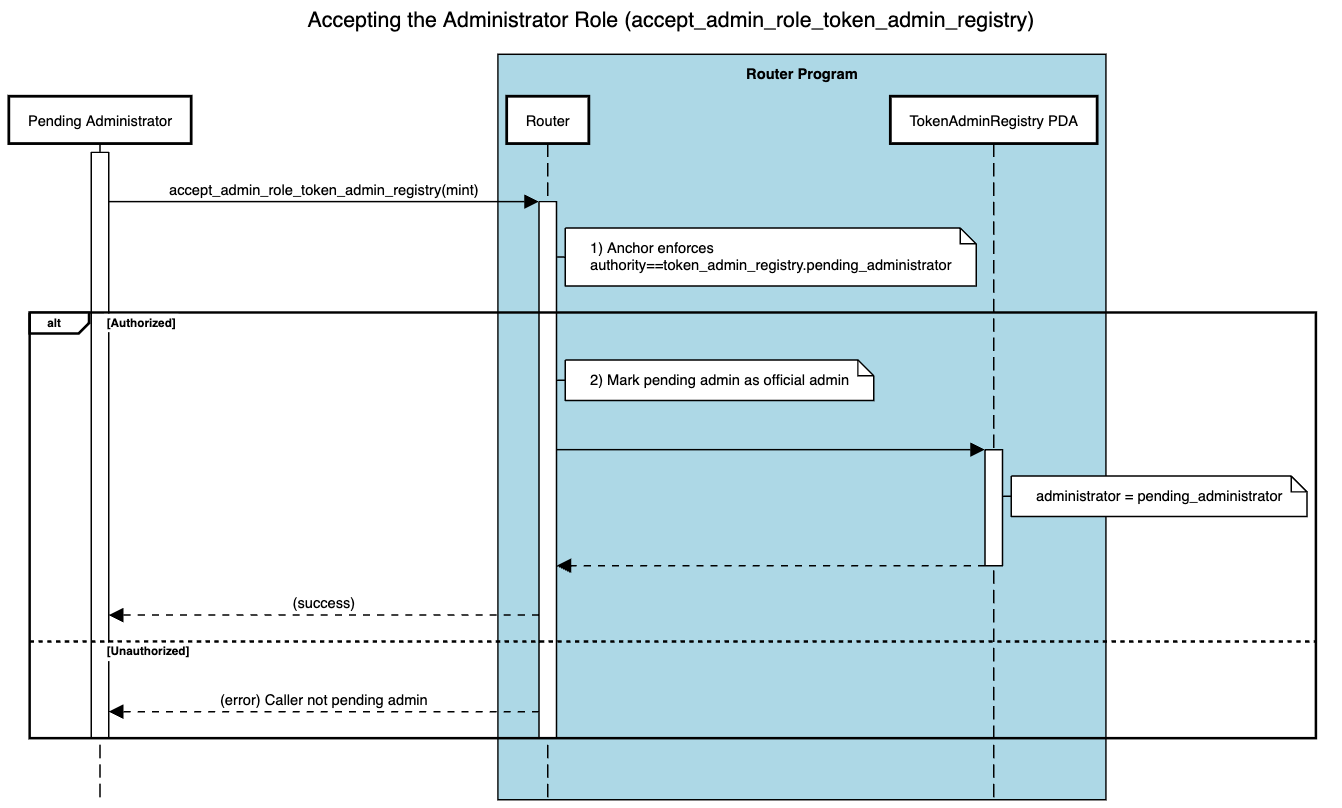 Accepting the Administrator Role (accept_admin_role_token_admin_registry)
Router Program
Pending Administrator
Router
TokenAdminRegistry PDA
accept_admin_role_token_admin_registry(mint)
1) Anchor enforces
authority==token_admin_registry.pending_administrator
alt
[Authorized]
2) Mark pending admin as official admin
administrator = pending_administrator
(success)
[Unauthorized]
(error) Caller not pending admin